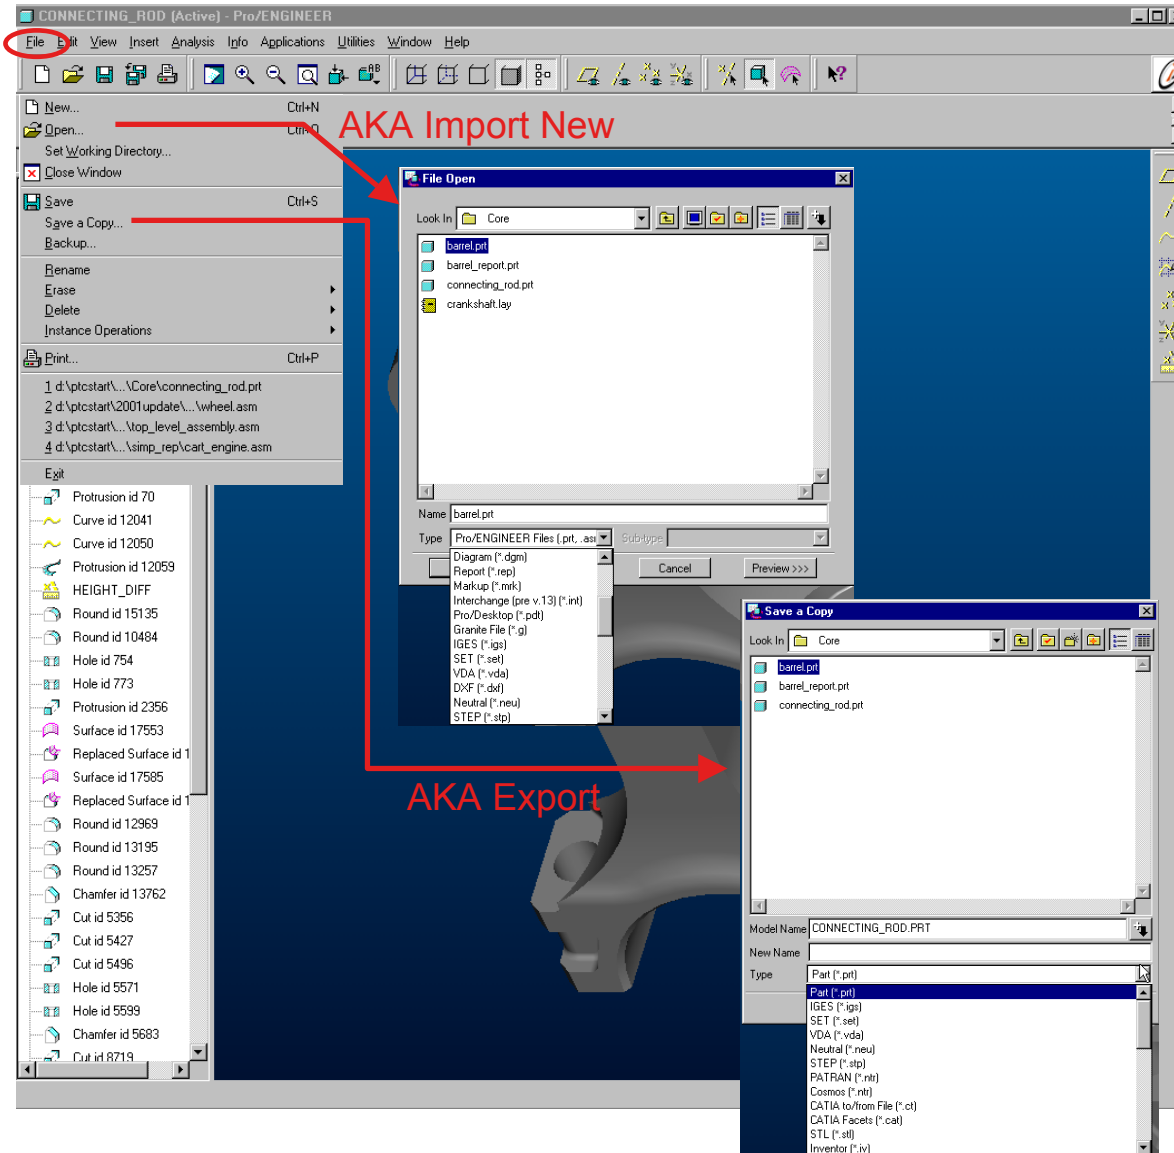 CONNECTING_ROD (Active) - Pro/ENGINEER
File Edit View Insert Analysis Info Applications Utilities Window Help
New... Ctrl+N
Open... Ctrl+O
Set Working Directory...
Close Window
Save Ctrl+S
Save a Copy...
Backup...
Rename
Erase
Delete
Instance Operations
Print... Ctrl+P
1 d:\ptcstart\...\Core\connecting_rod.prt
2 d:\ptcstart\2001update\...\wheel.asm
3 d:\ptcstart\...\top_level_assembly.asm
4 d:\ptcstart\...\simp_rep\cart_engine.asm
Exit
Protrusion id 70
Curve id 12041
Curve id 12050
Protrusion id 12059
HEIGHT_DIFF
Round id 15135
Round id 10484
Hole id 754
Hole id 773
Protrusion id 2356
Surface id 17553
Replaced Surface id 1
Surface id 17585
Replaced Surface id 1
Round id 12969
Round id 13195
Round id 13257
Chamfer id 13762
Cut id 5356
Cut id 5427
Cut id 5496
Hole id 5571
Hole id 5599
Chamfer id 5683
Cut id 8719
AKA Import New
File Open
Look In Core
barrel.prt
barrel_report.prt
connecting_rod.prt
crankshaft.lay
Name barrel.prt
Type Pro/ENGINEER Files (.prt, .asm Sub-type
Cancel Preview >>>
Diagram (*.dgm)
Report (*.rep)
Markup (*.mrk)
Interchange (pre v.13) (*.int)
Pro/Desktop (*.pdt)
Granite File (*.g)
IGES (*.igs)
SET (*.set)
VDA (*.vda)
DXF (*.dxf)
Neutral (*.neu)
STEP (*.stp)
AKA Export
Save a Copy
Look In Core
barrel.prt
barrel_report.prt
connecting_rod.prt
Model Name CONNECTING_ROD.PRT
New Name
Type Part (*.prt)
Part (*.prt)
IGES (*.igs)
SET (*.set)
VDA (*.vda)
Neutral (*.neu)
STEP (*.stp)
PATRAN (*.ntr)
Cosmos (*.ntr)
CATIA to/from File (*.ct)
CATIA Facets (*.cat)
STL (*.stl)
Inventor (*.iv)